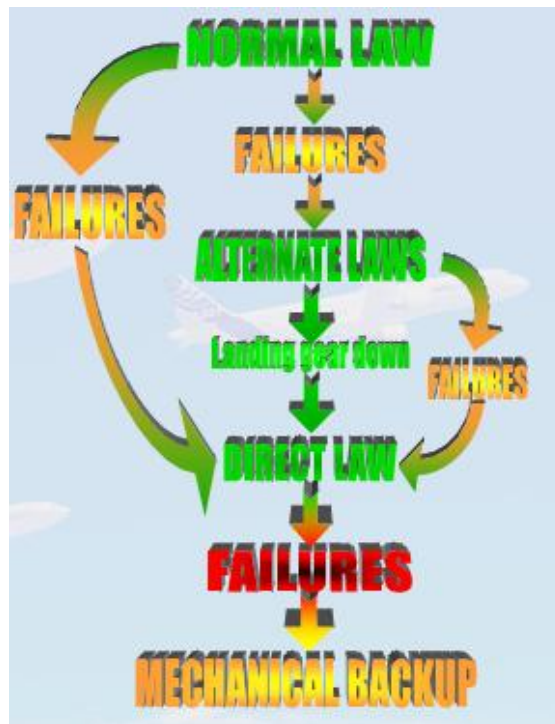 NORMAL LAW
FAILURES
FAILURES
ALTERNATE LAWS
Landing gear down
FAILURES
DIRECT LAW
FAILURES
MECHANICAL BACKUP